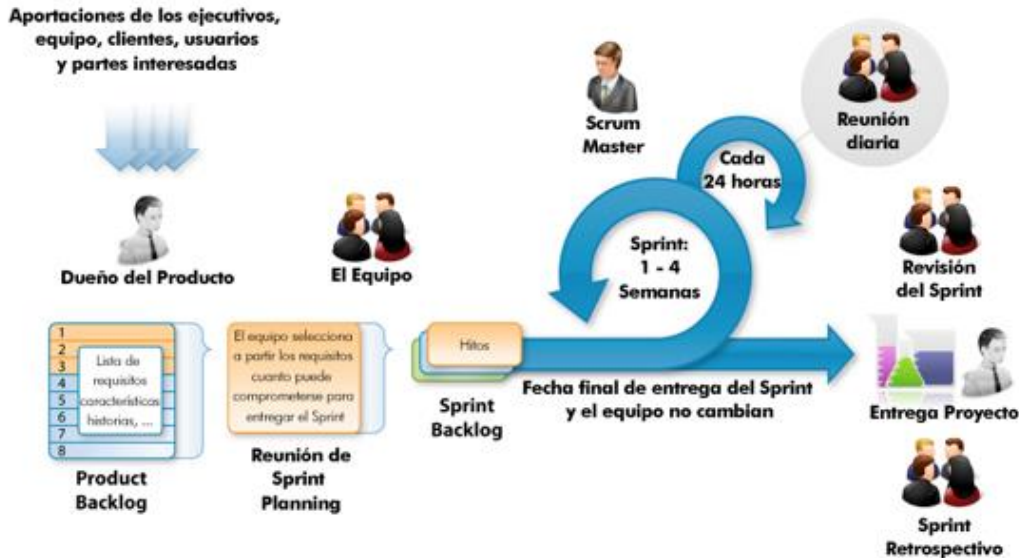 Aportaciones de los ejecutivos,
equipo, clientes, usuarios
y partes interesadas
Dueño del Producto
El Equipo
Scrum
Master
Cada
24 horas
Reunión
diaria
Sprint:
1 - 4
Semanas
Revisión
del Sprint
1
2
3
4
5
6
7
8
Lista de
requisitos
características
historias, ...
Product
Backlog
El equipo selecciona
a partir los requisitos
cuanto puede
comprometerse para
entregar el Sprint
Reunión de
Sprint
Planning
Hitos
Sprint
Backlog
Fecha final de entrega del Sprint
y el equipo no cambian
Entrega Proyecto
Sprint
Retrospectivo